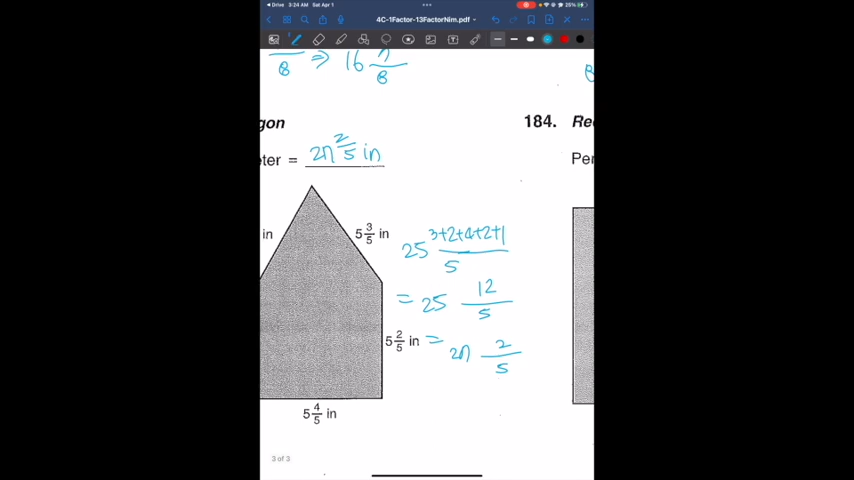 Drive 3:24 AM Sat Apr 1 25%
4C-1Factor-13FactorNim.pdf
8 ⇒ 16 7/8
8
gon
184. Rec
eter = 27 2/5 in
Per
in
5 3/5 in
25 3+2+4+2+1/5
= 25 12/5
5 2/5 in
= 27 2/5
5 4/5 in
3 of 3